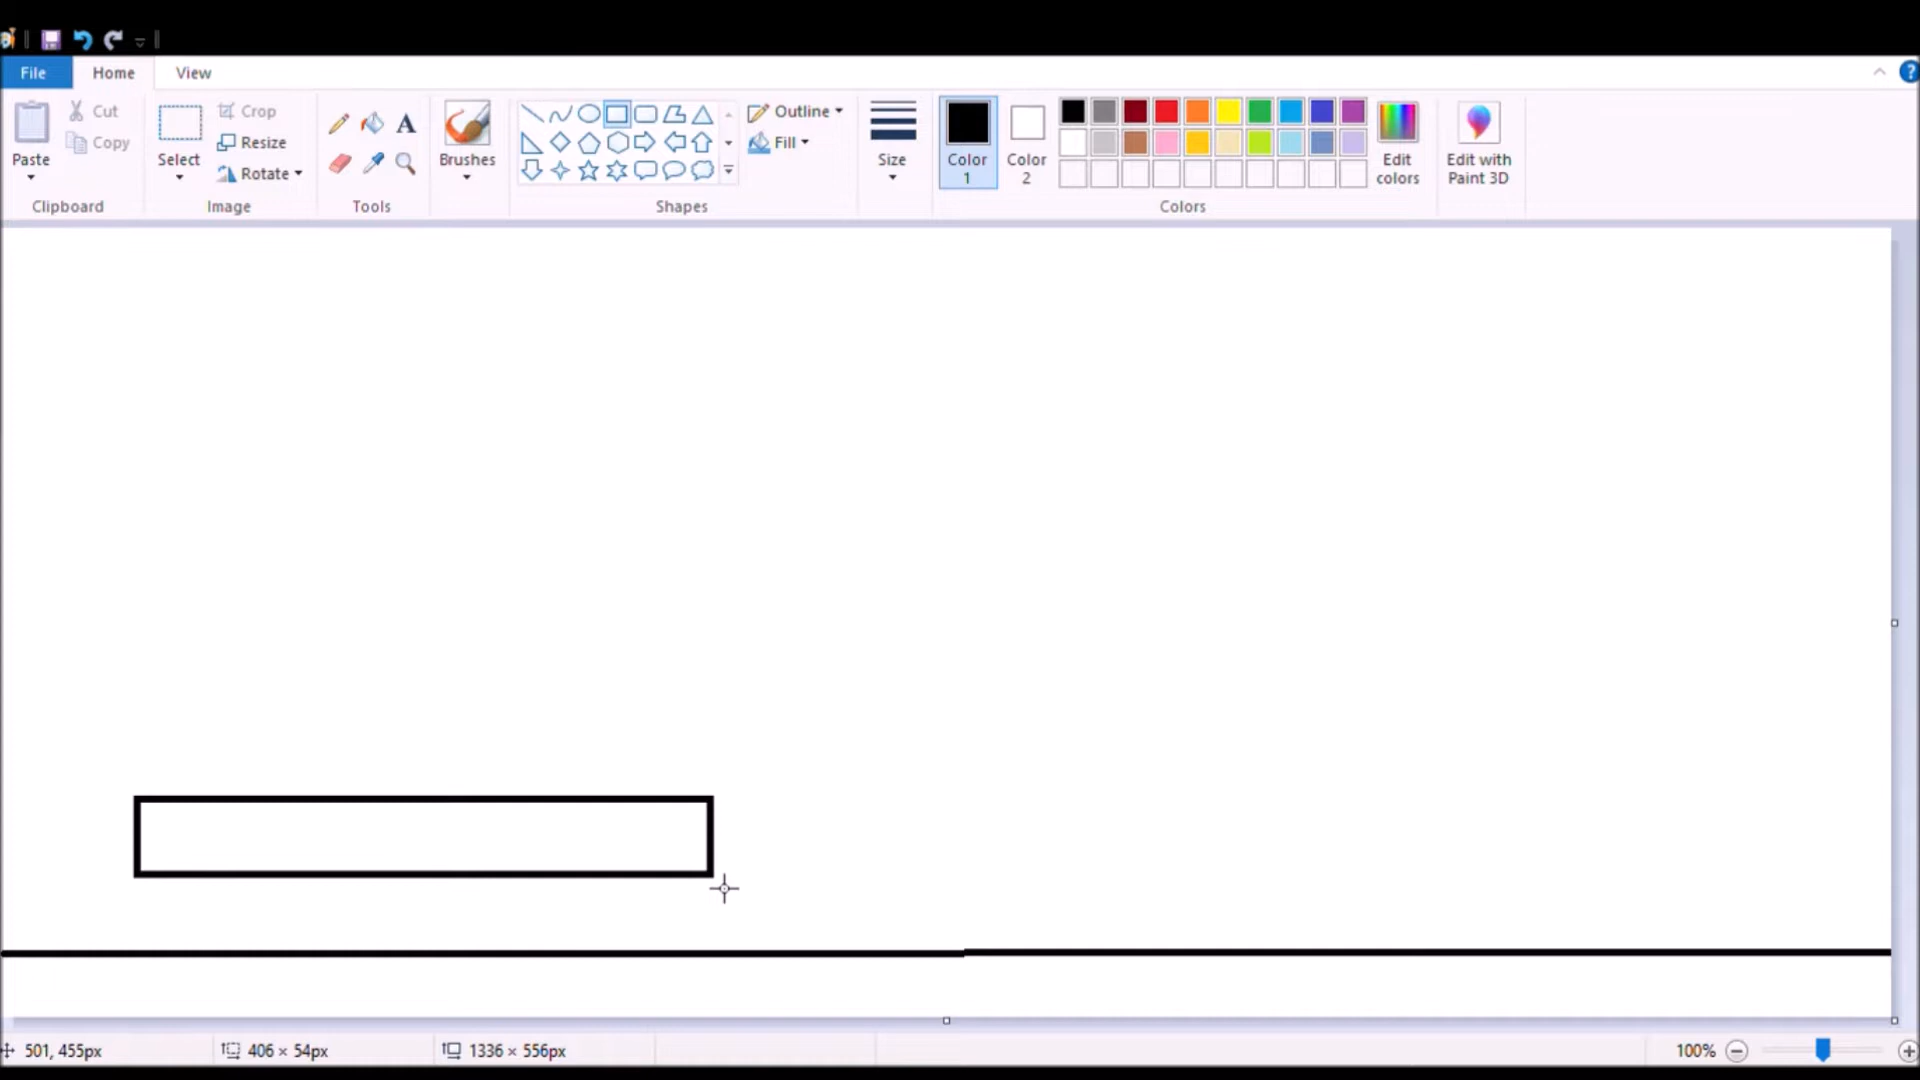 File Home View
Paste
Cut
Copy
Clipboard
Select
Crop
Resize
Rotate
Image
A
Tools
Brushes
Outline
Fill
Shapes
Size
Color 1
Color 2
Edit colors
Colors
Edit with Paint 3D
?
501, 455px 406 × 54px 1336 × 556px 100%